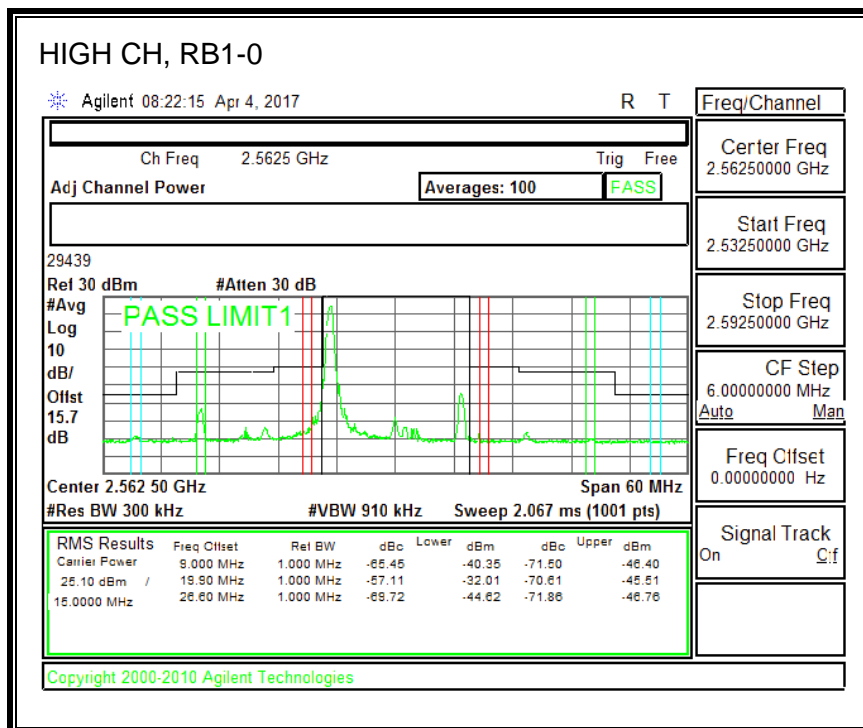 HIGH CH, RB1-0
Agilent 08:22:15 Apr 4, 2017 R T
Freq/Channel
Ch Freq 2.5625 GHz Trig Free
Adj Channel Power Averages: 100 PASS
Center Freq
2.56250000 GHz
Start Freq
2.53250000 GHz
29439
Ref 30 dBm #Atten 30 dB
#Avg
Log
10
dB/
Offst
15.7
dB
PASS LIMIT1
Stop Freq
2.59250000 GHz
CF Step
6.00000000 MHz
Auto Man
Freq Offset
0.00000000 Hz
Center 2.562 50 GHz Span 60 MHz
#Res BW 300 kHz #VBW 910 kHz Sweep 2.067 ms (1001 pts)
Signal Track
On Off
RMS Results Freq Offset Ref BW dBc Lower dBm dBc Upper dBm
Carrier Power 9.000 MHz 1.000 MHz -65.45 -40.35 -71.50 -46.40
25.10 dBm / 19.90 MHz 1.000 MHz -57.11 -32.01 -70.61 -45.51
15.0000 MHz 26.60 MHz 1.000 MHz -69.72 -44.62 -71.86 -46.76
Copyright 2000-2010 Agilent Technologies